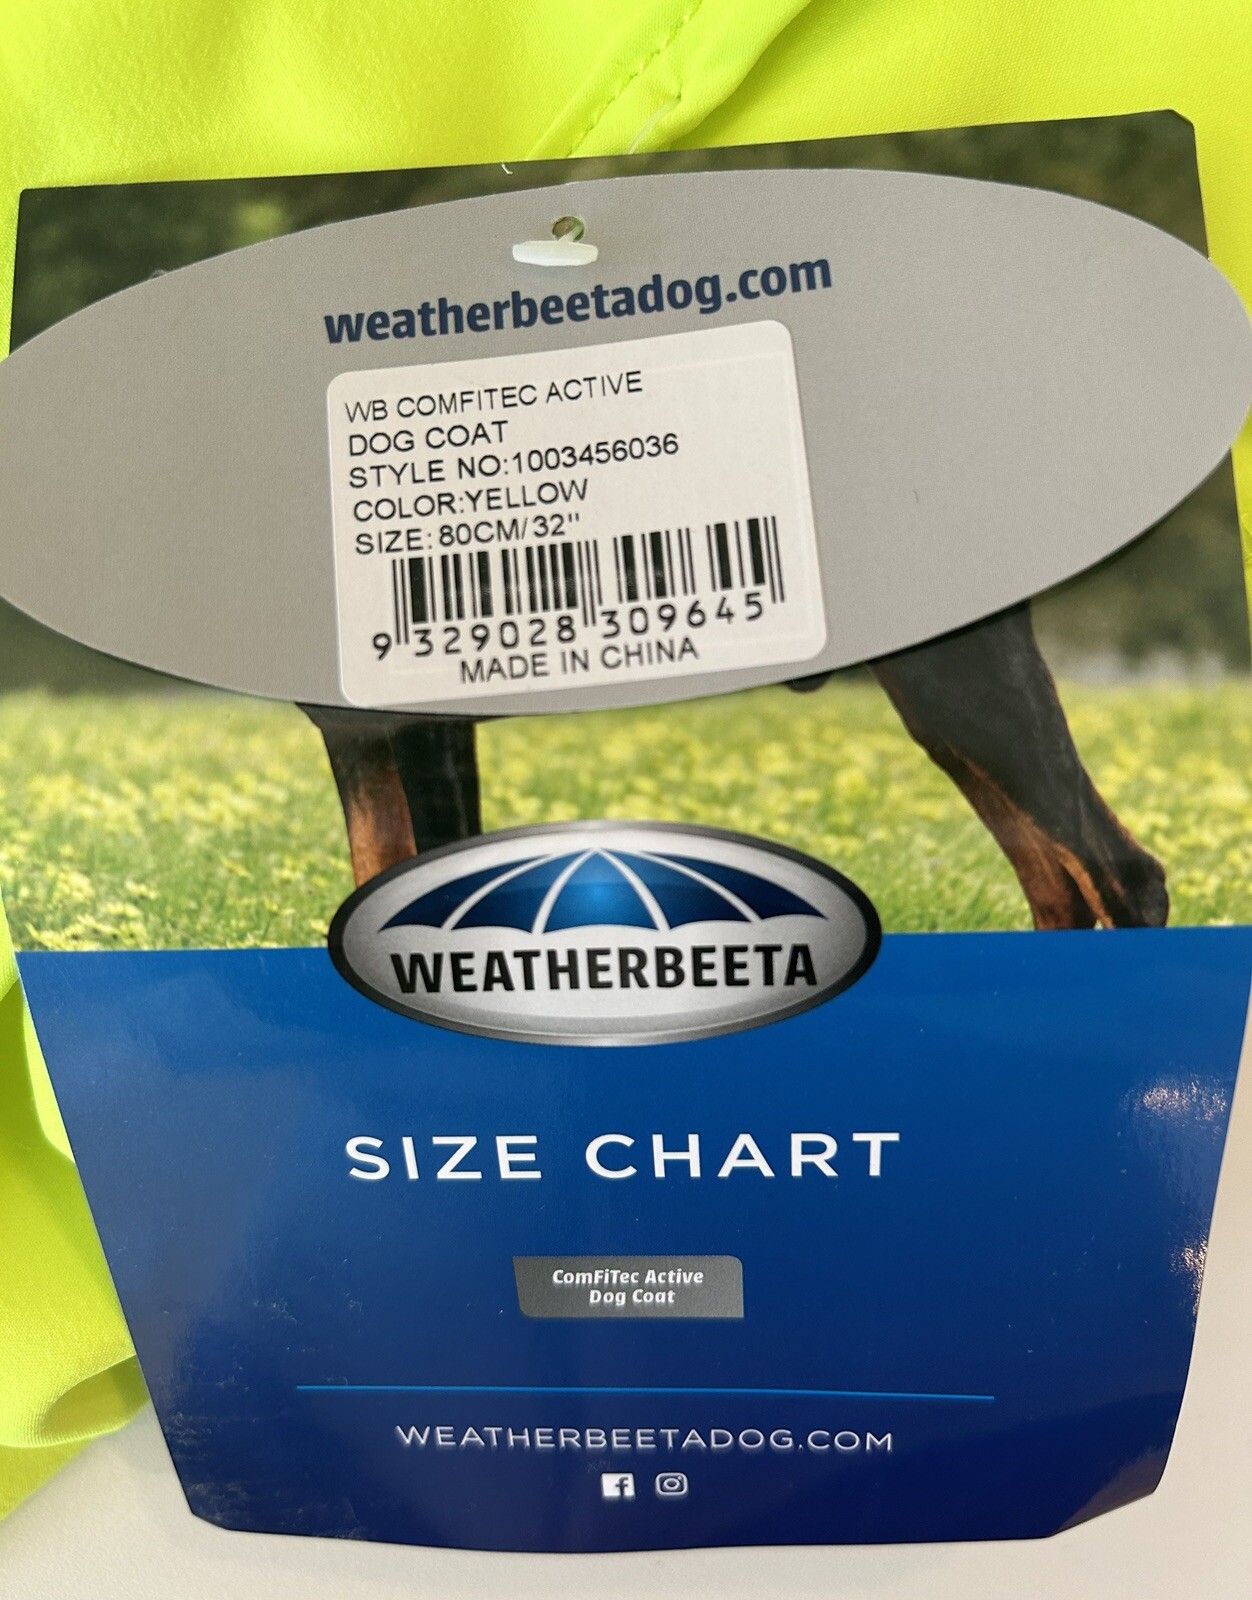 weatherbeetadog.com
WB COMFITEC ACTIVE
DOG COAT
STYLE NO:1003456036
COLOR:YELLOW
SIZE:80CM/32"
9 329028 309645
MADE IN CHINA
WEATHERBEETA
SIZE CHART
ComFiTec Active
Dog Coat
WEATHERBEETADOG.COM